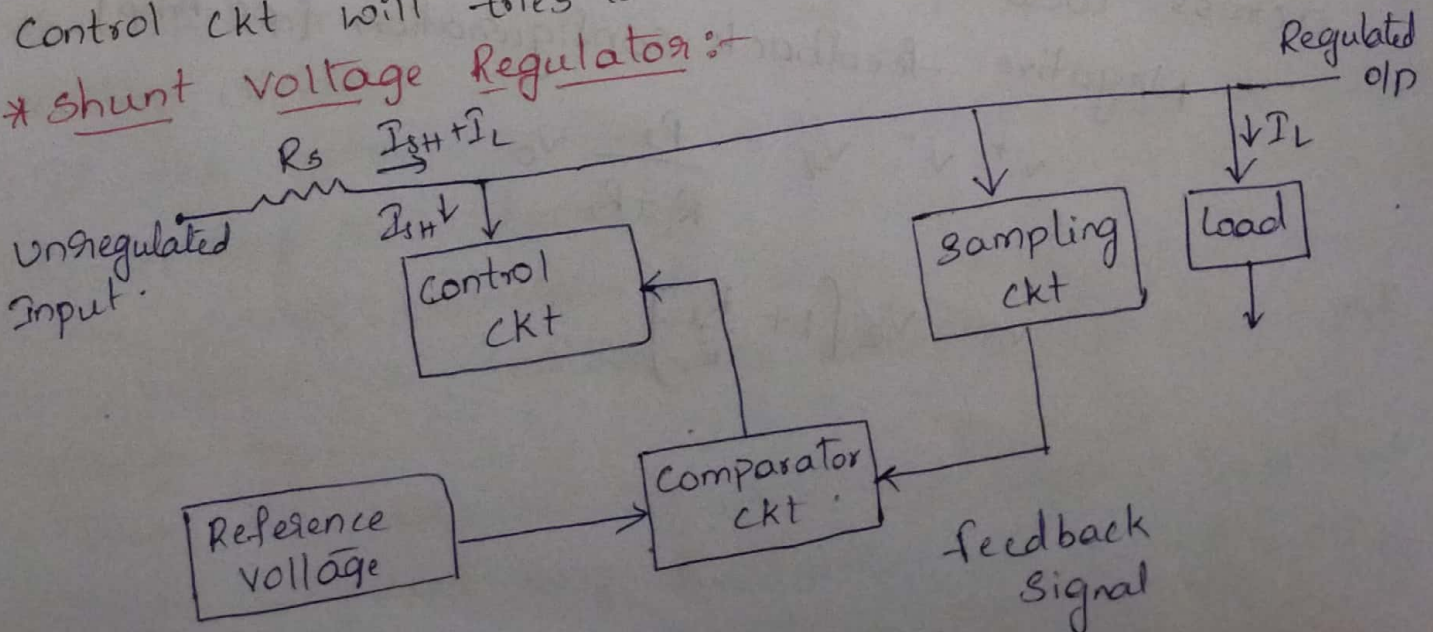 Control ckt will tries
* Shunt Voltage Regulator :-
Regulated
o/p
Rs
ISH + IL
↓ IL
ISH ↓
Unregulated
Input.
Control
ckt
Sampling
ckt
Load
Comparator
ckt.
Reference
Voltage
feedback
Signal